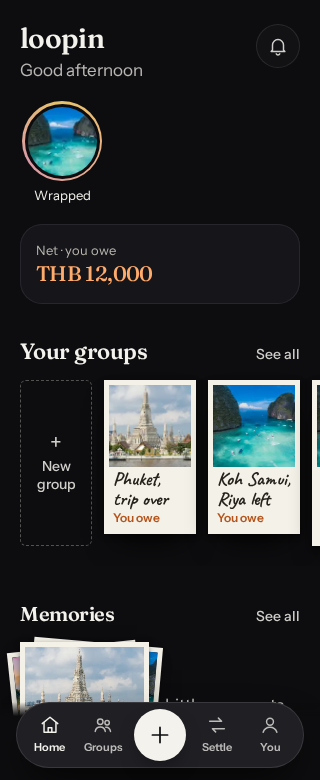 loopin
Good afternoon
Wrapped
Net · you owe
THB 12,000
Your groups
See all
+
New
group
Phuket,
trip over
You owe
Koh Samui,
Riya left
You owe
Memories
See all
Home
Groups
+
Settle
You